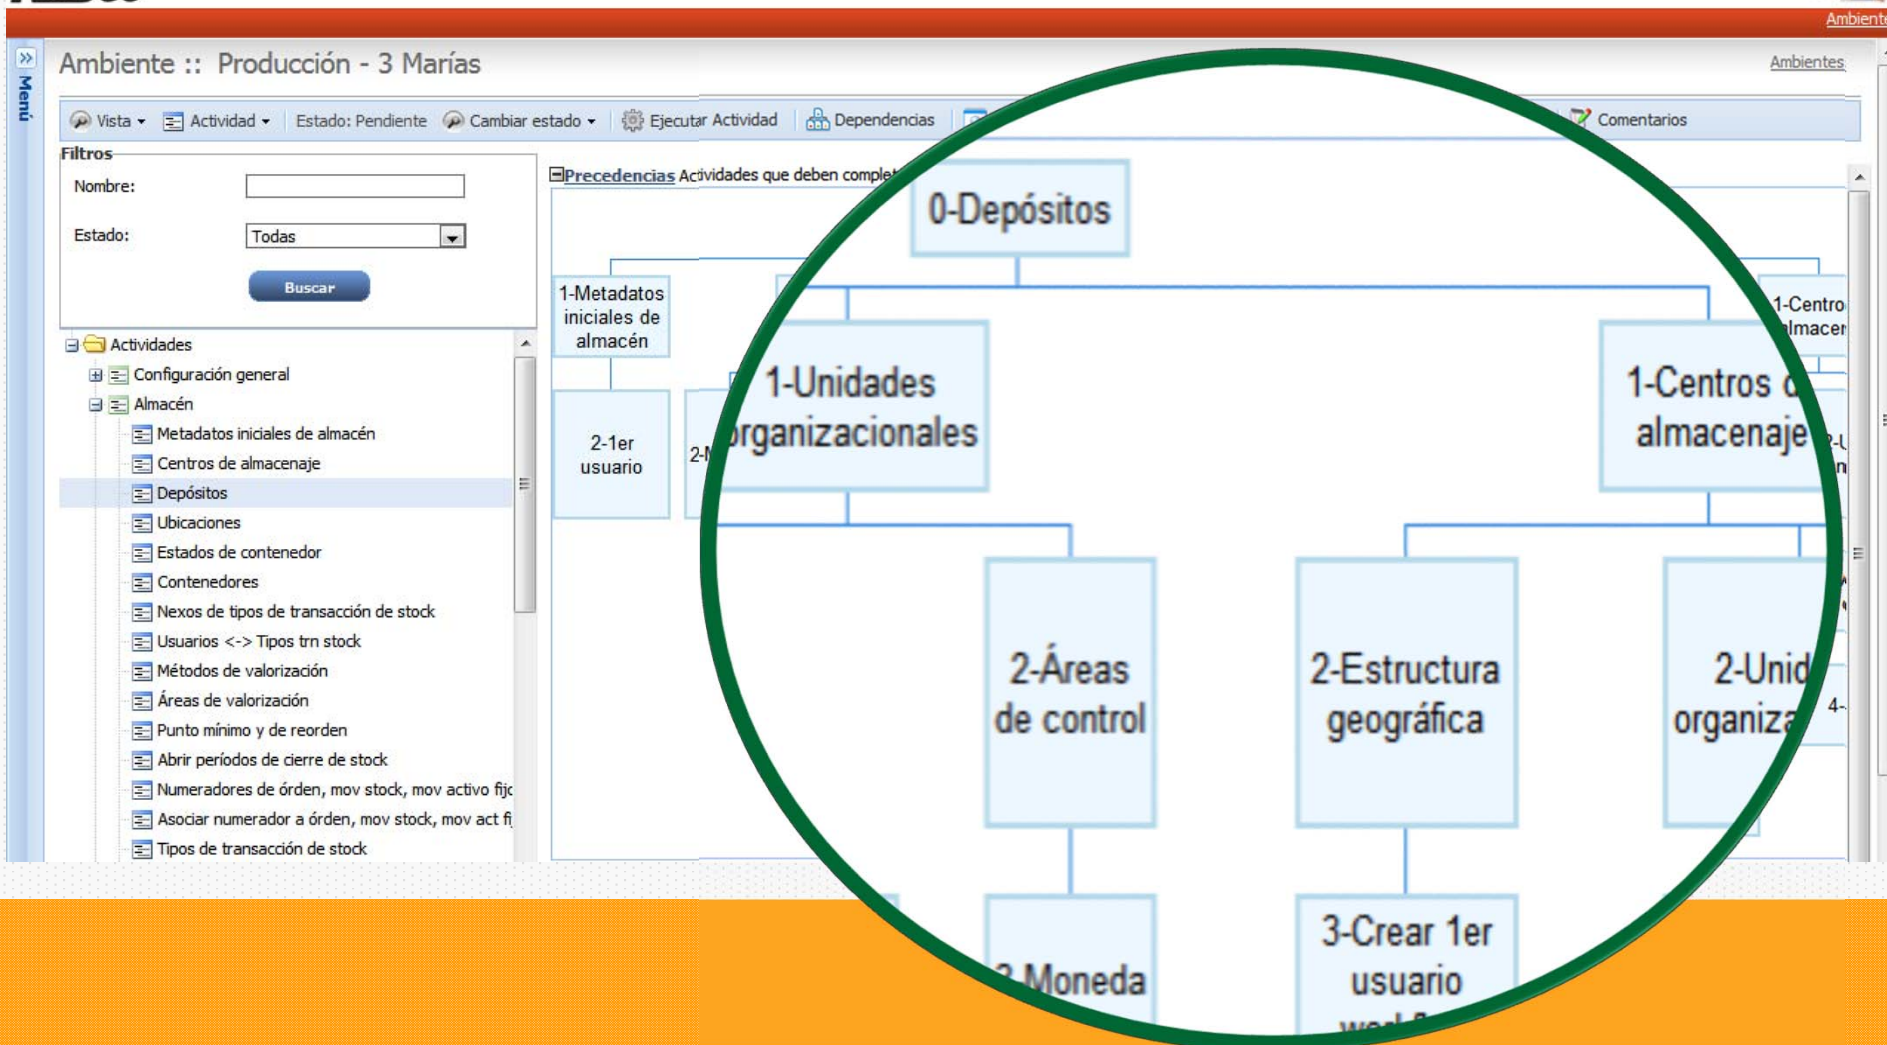 Ambiente
Menú
Ambiente :: Producción - 3 Marías
Ambientes
Vista Actividad Estado: Pendiente Cambiar estado Ejecutar Actividad Dependencias Comentarios
Filtros
Nombre:
Estado: Todas
Buscar
Actividades
Configuración general
Almacén
Metadatos iniciales de almacén
Centros de almacenaje
Depósitos
Ubicaciones
Estados de contenedor
Contenedores
Nexos de tipos de transacción de stock
Usuarios <-> Tipos trn stock
Métodos de valorización
Áreas de valorización
Punto mínimo y de reorden
Abrir períodos de cierre de stock
Numeradores de órden, mov stock, mov activo fijo
Asociar numerador a órden, mov stock, mov act
Tipos de transacción de stock
Precedencias Actividades que deben
1-Metadatos
iniciales de
almacén
2-1er
usuario
0-Depósitos
1-Unidades
organizacionales
1-Centros
almacenaje
2-Áreas
de control
2-Estructura
geográfica
2-Unid
organiza
Moneda
3-Crear 1er
usuario
1-Centro
4-